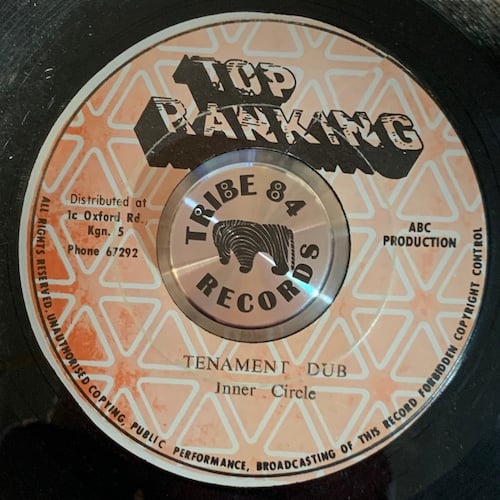 TOP
RANKING
Distributed at
1c Oxford Rd.,
Kgn. 5
Phone 67292
TRIBE 84
RECORDS
ABC
PRODUCTION
TENAMENT DUB
Inner Circle
ALL RIGHTS RESERVED. UNAUTHORISED COPYING, PUBLIC PERFORMANCE, BROADCASTING OF THIS RECORD FORBIDDEN COPYRIGHT CONTROL